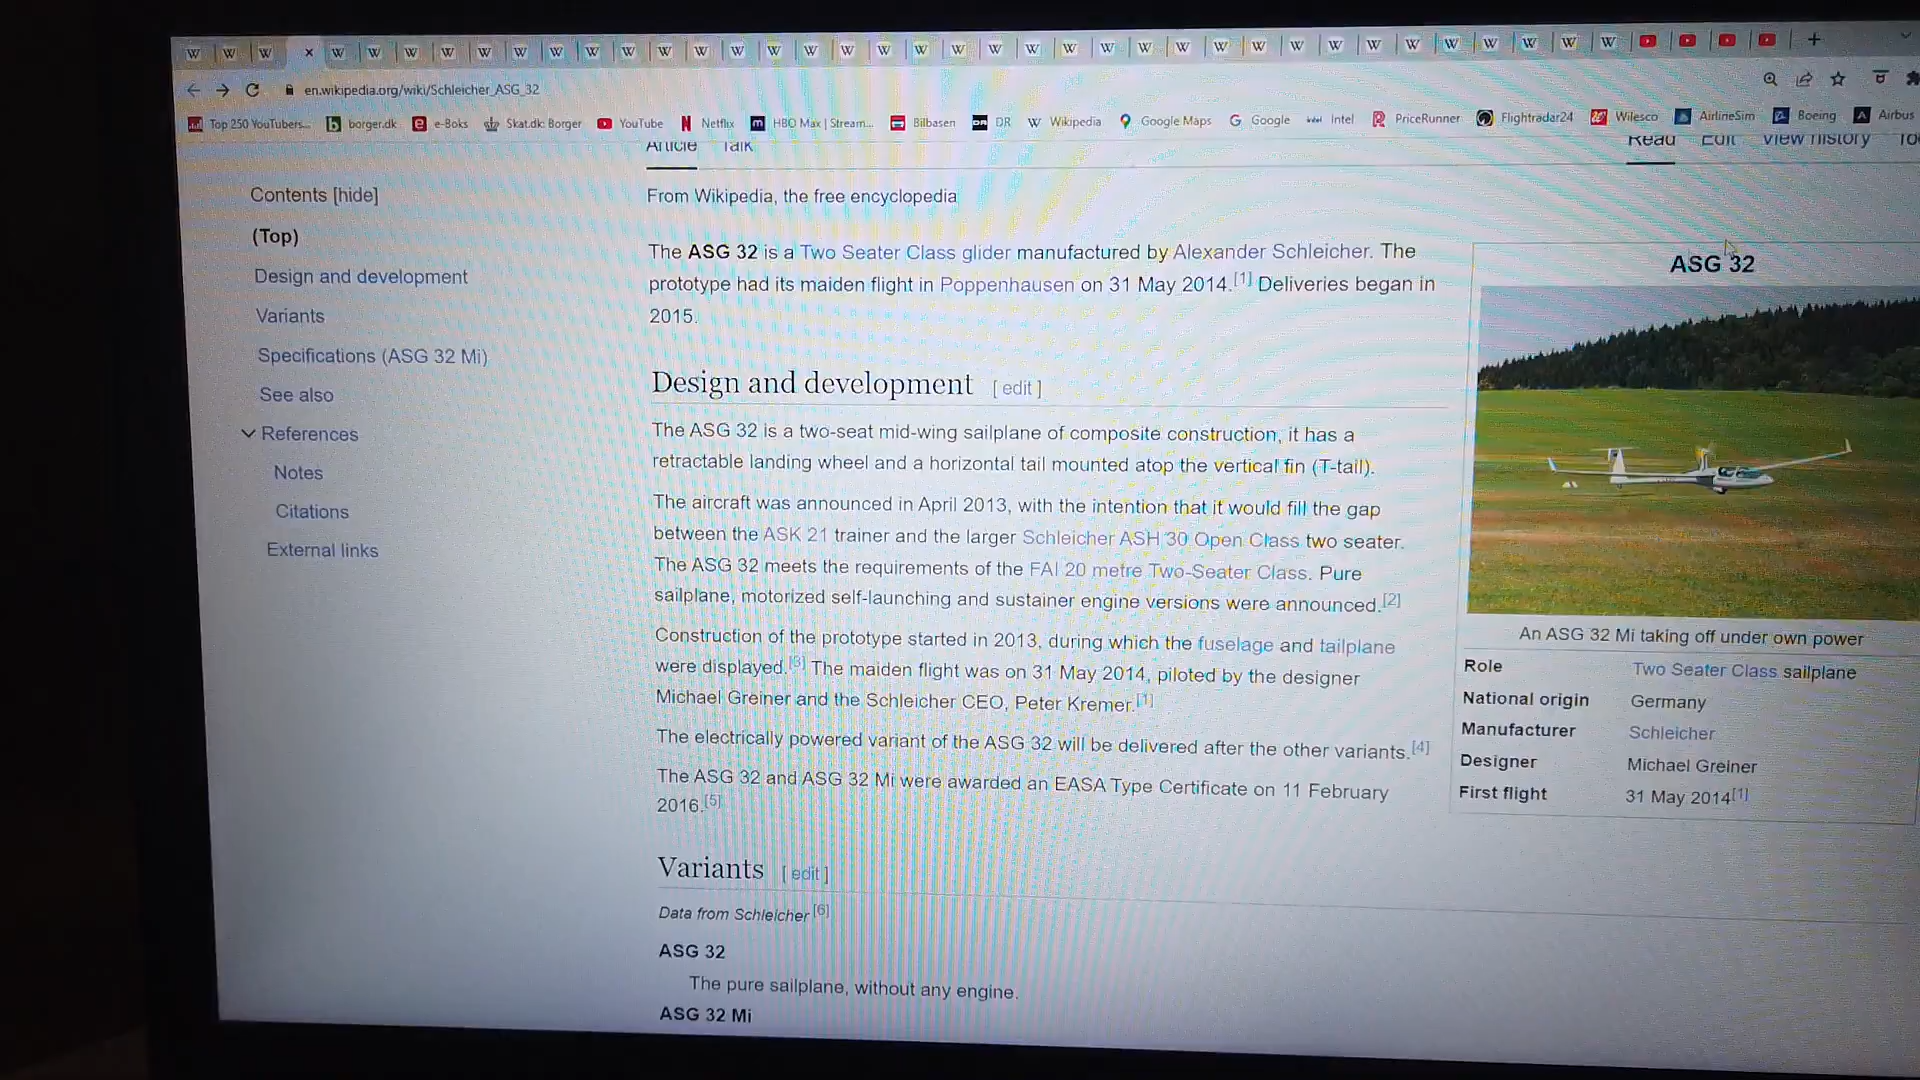 en.wikipedia.org/wiki/Schleicher_ASG_32
Top 250 YouTubers... borger.dk e-Boks Skat.dk: Borger YouTube Netflix HBO Max | Stream... Bilbasen DR Wikipedia Google Maps Google Intel PriceRunner Flightradar24 Wilesco AirlineSim Boeing Airbus
Article Talk
Read Edit View history To
Contents [hide]
(Top)
Design and development
Variants
Specifications (ASG 32 Mi)
See also
References
Notes
Citations
External links
From Wikipedia, the free encyclopedia
The ASG 32 is a Two Seater Class glider manufactured by Alexander Schleicher. The
prototype had its maiden flight in Poppenhausen on 31 May 2014.[1] Deliveries began in
2015.
Design and development [ edit ]
The ASG 32 is a two-seat mid-wing sailplane of composite construction, it has a
retractable landing wheel and a horizontal tail mounted atop the vertical fin (T-tail).
The aircraft was announced in April 2013, with the intention that it would fill the gap
between the ASK 21 trainer and the larger Schleicher ASH 30 Open Class two seater.
The ASG 32 meets the requirements of the FAI 20 metre Two-Seater Class. Pure
sailplane, motorized self-launching and sustainer engine versions were announced.[2]
Construction of the prototype started in 2013, during which the fuselage and tailplane
were displayed.[3] The maiden flight was on 31 May 2014, piloted by the designer
Michael Greiner and the Schleicher CEO, Peter Kremer.[1]
The electrically powered variant of the ASG 32 will be delivered after the other variants.[4]
The ASG 32 and ASG 32 Mi were awarded an EASA Type Certificate on 11 February
2016.[5]
Variants [ edit ]
Data from Schleicher[6]
ASG 32
The pure sailplane, without any engine.
ASG 32 Mi
ASG 32
An ASG 32 Mi taking off under own power
Role Two Seater Class sailplane
National origin Germany
Manufacturer Schleicher
Designer Michael Greiner
First flight 31 May 2014[1]